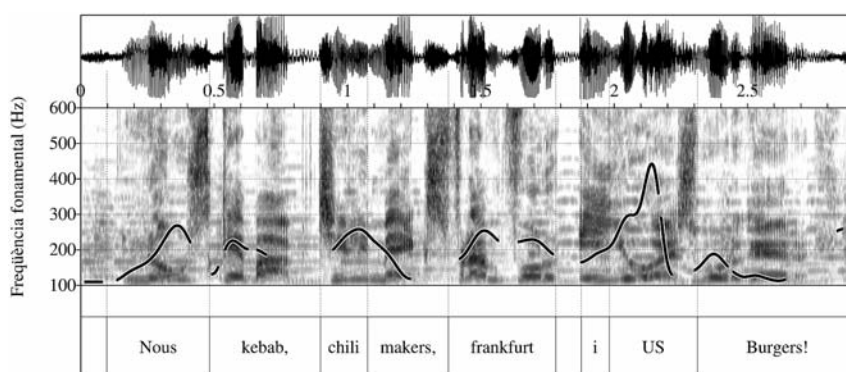 0 0.5 1 1.5 2 2.5
Freqüència fonamental (Hz)
600
500
400
300
200
100
Nous kebab, chili makers, frankfurt i US Burgers!